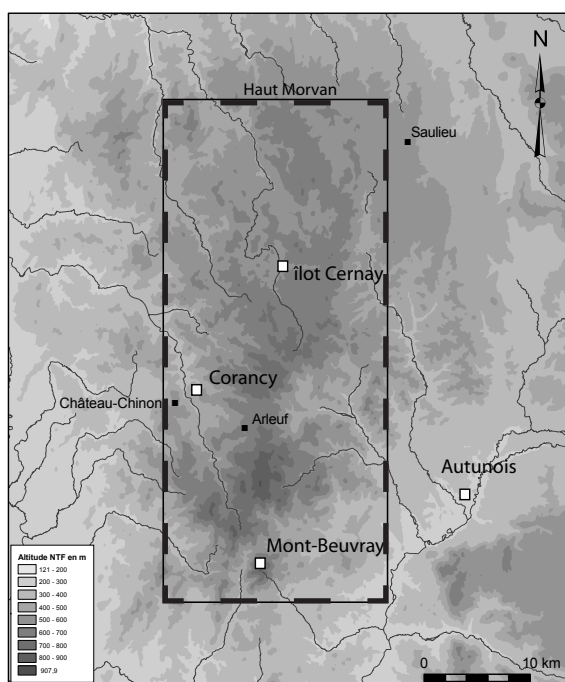 N
Haut Morvan
Saulieu
îlot Cernay
Corancy
Château-Chinon
Arleuf
Autunois
Mont-Beuvray
Altitude NTF en m
121 - 200
200 - 300
300 - 400
400 - 500
500 - 600
600 - 700
700 - 800
800 - 900
907,9
0 10 km